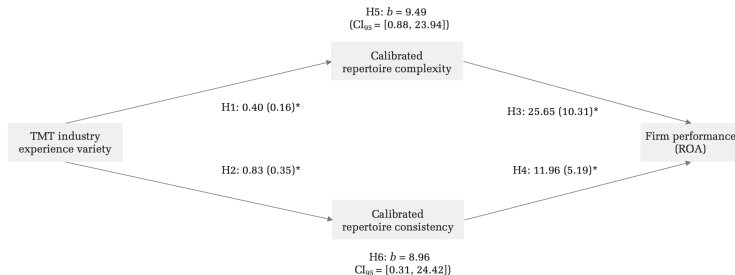 H5: b = 9.49
(CI95 = [0.88, 23.94])
Calibrated
repertoire complexity
H1: 0.40 (0.16)*
H3: 25.65 (10.31)*
TMT industry
experience variety
Firm performance
(ROA)
H2: 0.83 (0.35)*
H4: 11.96 (5.19)*
Calibrated
repertoire consistency
H6: b = 8.96
CI95 = [0.31, 24.42])